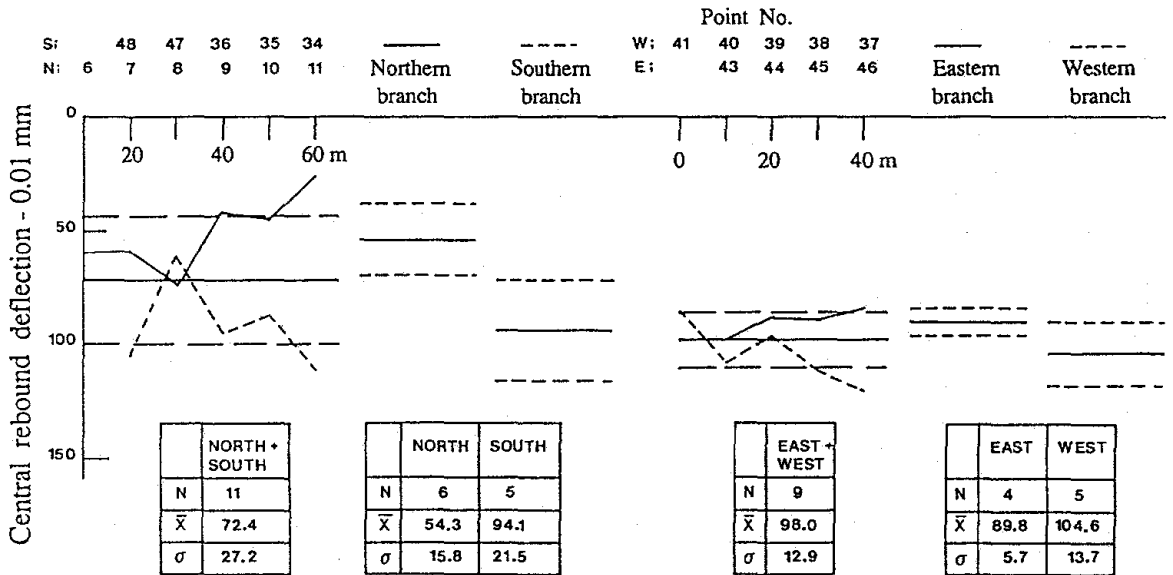 Point No.
S: 48 47 36 35 34
N: 6 7 8 9 10 11
Northern branch
Southern branch
W: 41 40 39 38 37
E: 43 44 45 46
Eastern branch
Western branch
Central rebound deflection - 0.01 mm
0
50
100
150
20 40 60 m
0 20 40 m
NORTH + SOUTH
N 11
X̄ 72.4
σ 27.2
NORTH SOUTH
N 6 5
X̄ 54.3 94.1
σ 15.8 21.5
EAST + WEST
N 9
X̄ 98.0
σ 12.9
EAST WEST
N 4 5
X̄ 89.8 104.6
σ 5.7 13.7